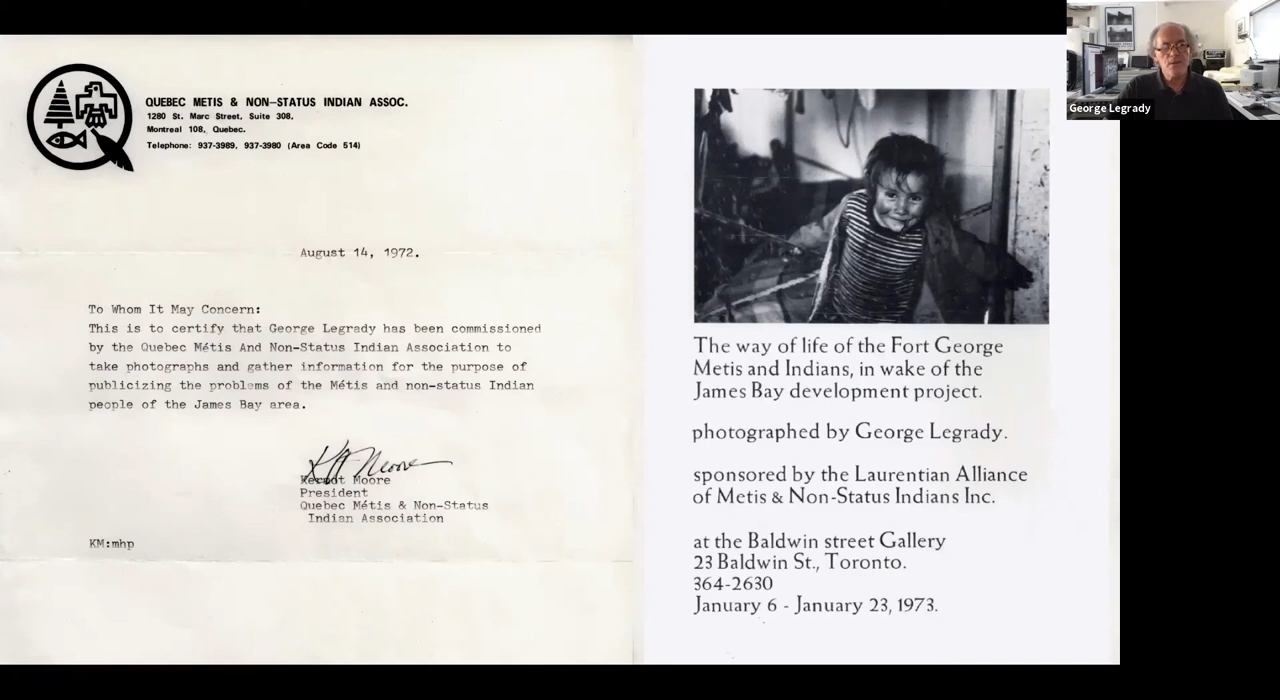 QUEBEC METIS & NON-STATUS INDIAN ASSOC.
1280 St. Marc Street, Suite 308,
Montreal 108, Quebec.
Telephone: 937-3989, 937-3980 (Area Code 514)
August 14, 1972.
To Whom It May Concern:
This is to certify that George Legrady has been commissioned
by the Quebec Métis And Non-Status Indian Association to
take photographs and gather information for the purpose of
publicizing the problems of the Métis and non-status Indian
people of the James Bay area.
Moore
President
Quebec Métis & Non-Status
Indian Association
KM:mhp
The way of life of the Fort George
Metis and Indians, in wake of the
James Bay development project.
photographed by George Legrady.
sponsored by the Laurentian Alliance
of Metis & Non-Status Indians Inc.
at the Baldwin street Gallery
23 Baldwin St., Toronto.
364-2630
January 6 - January 23, 1973.
George Legrady